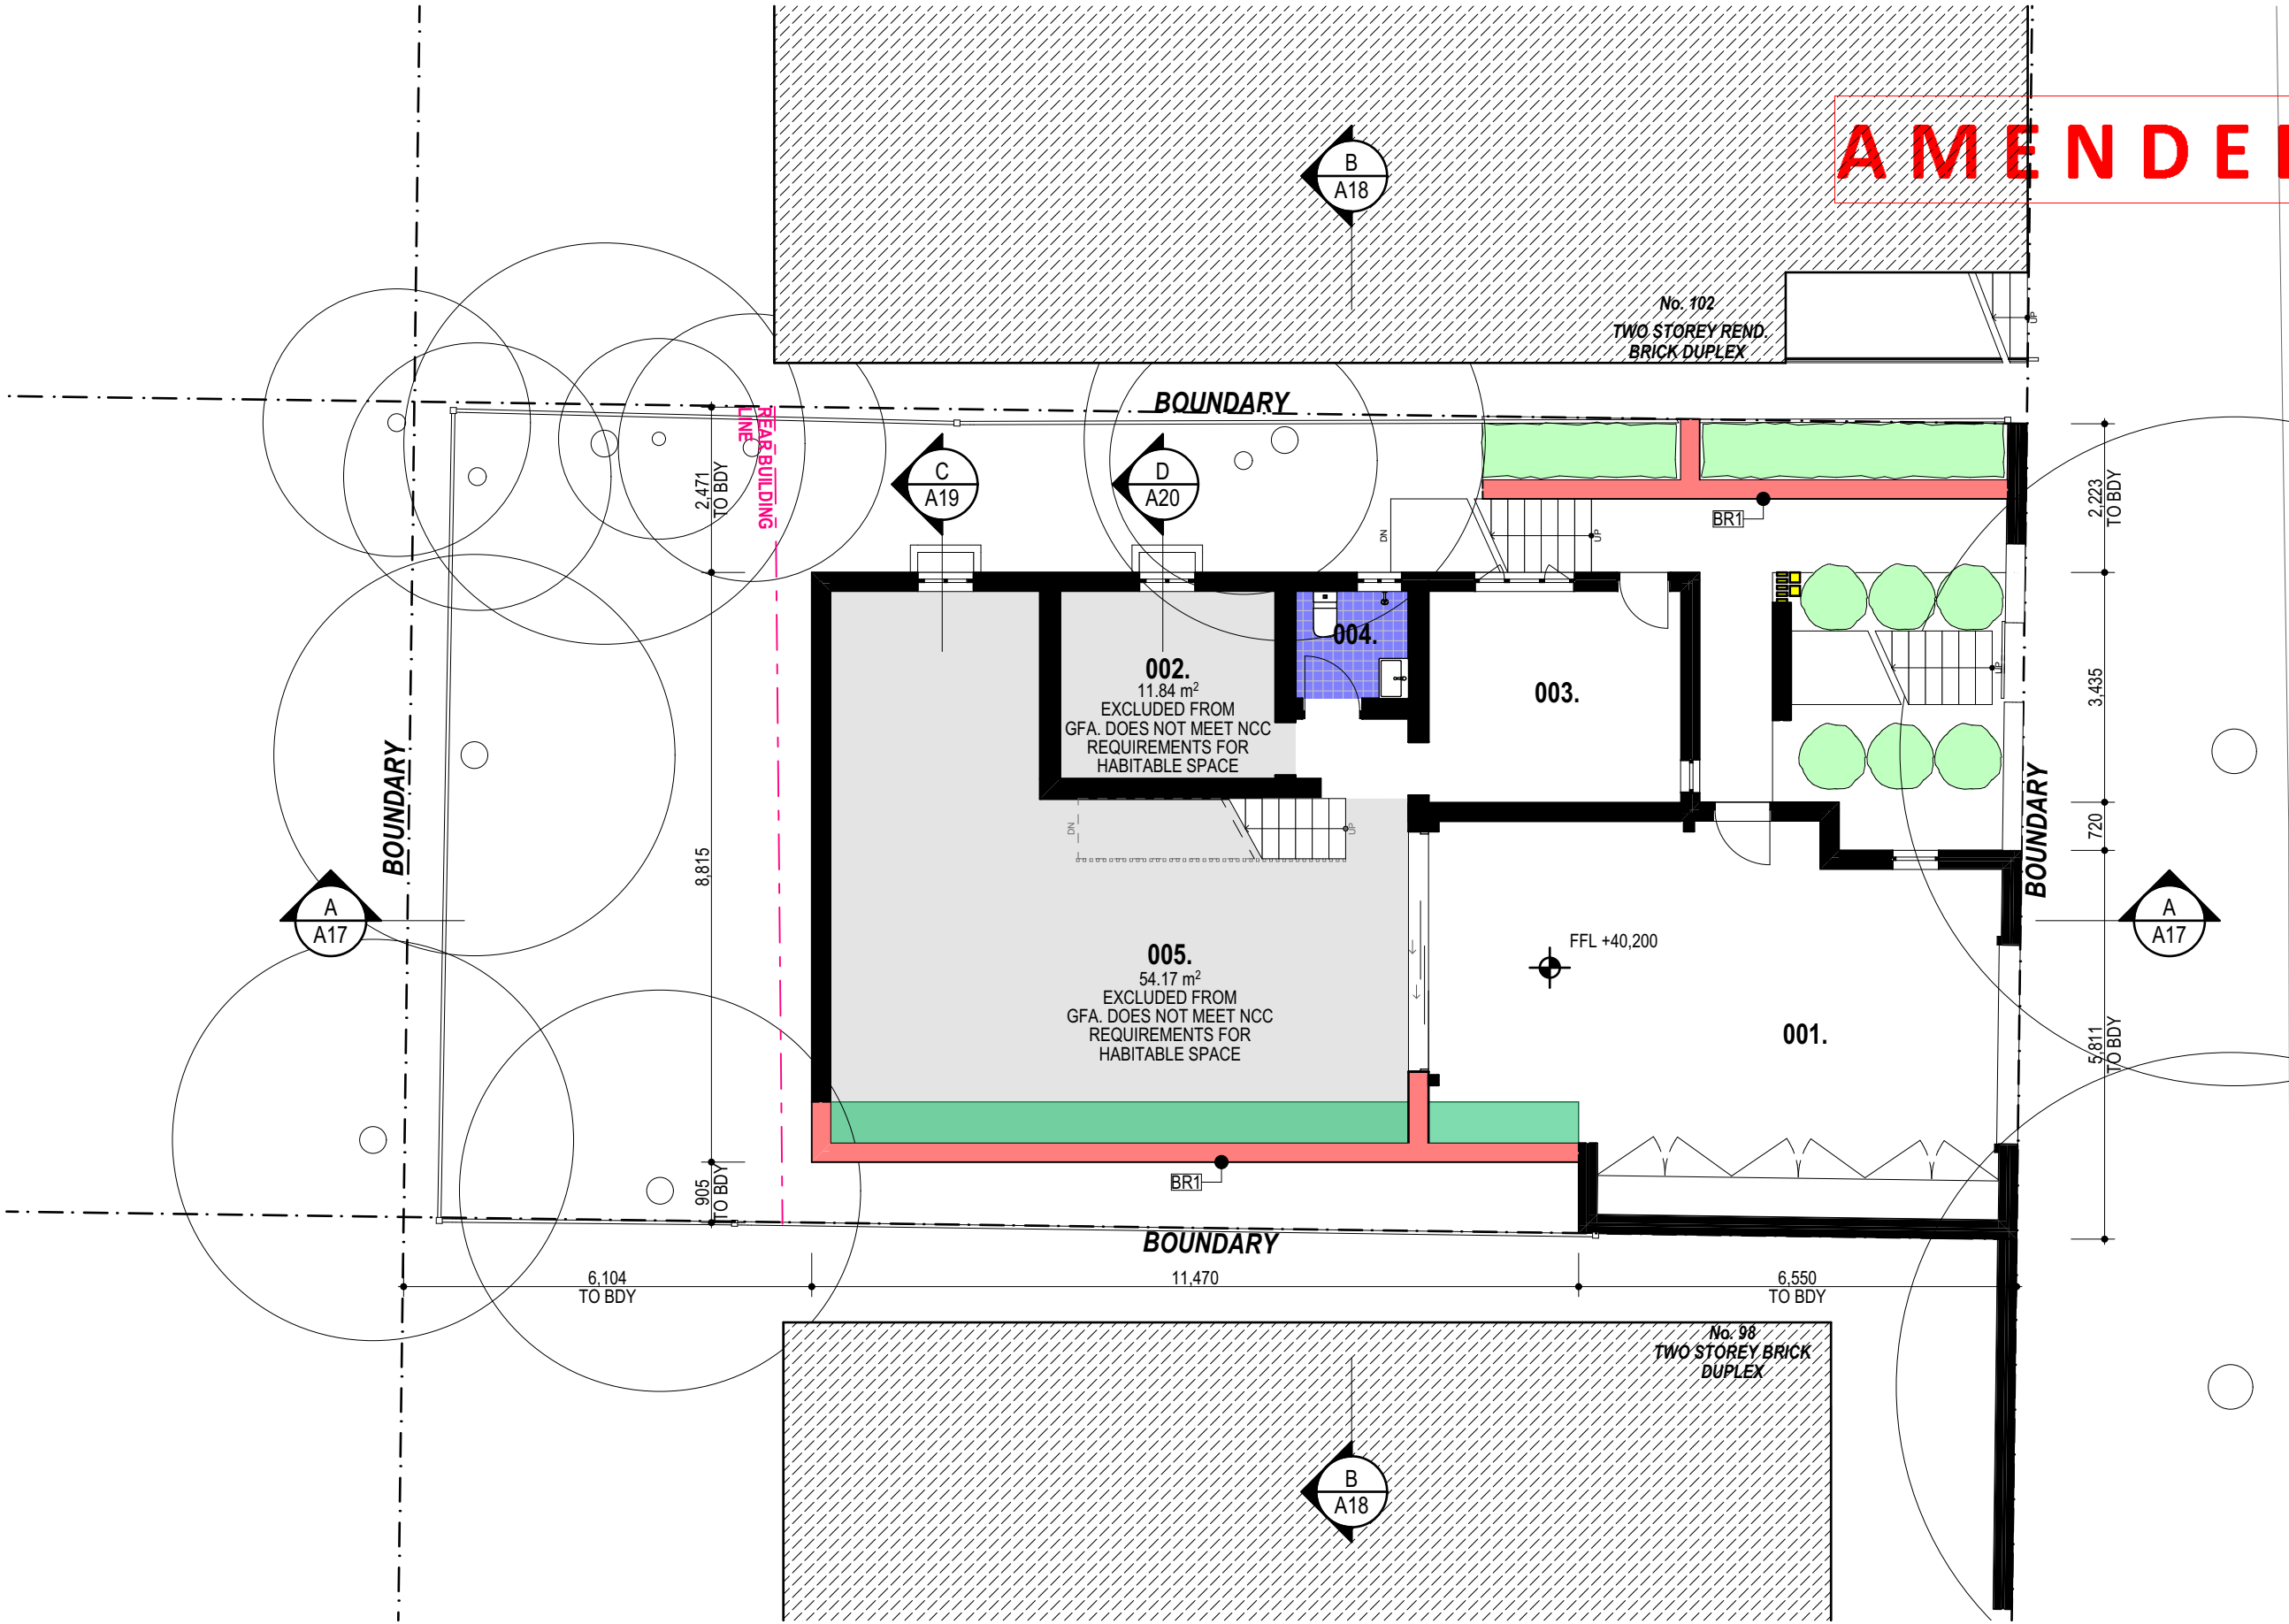 AMENDE
B
A18
No. 102
TWO STOREY REND.
BRICK DUPLEX
UP
BOUNDARY
REAR BUILDING
LINE
2,471
TO BDY
C
A19
D
A20
DN
UP
BR1
2,223
TO BDY
002.
11.84 m²
EXCLUDED FROM
GFA. DOES NOT MEET NCC
REQUIREMENTS FOR
HABITABLE SPACE
004.
003.
UP
3,435
BOUNDARY
DN
UP
720
BOUNDARY
8,815
A
A17
A
A17
FFL +40,200
005.
54.17 m²
EXCLUDED FROM
GFA. DOES NOT MEET NCC
REQUIREMENTS FOR
HABITABLE SPACE
001.
5,811
TO BDY
905
TO BDY
BR1
BOUNDARY
6,104
TO BDY
11,470
6,550
TO BDY
No. 98
TWO STOREY BRICK
DUPLEX
B
A18